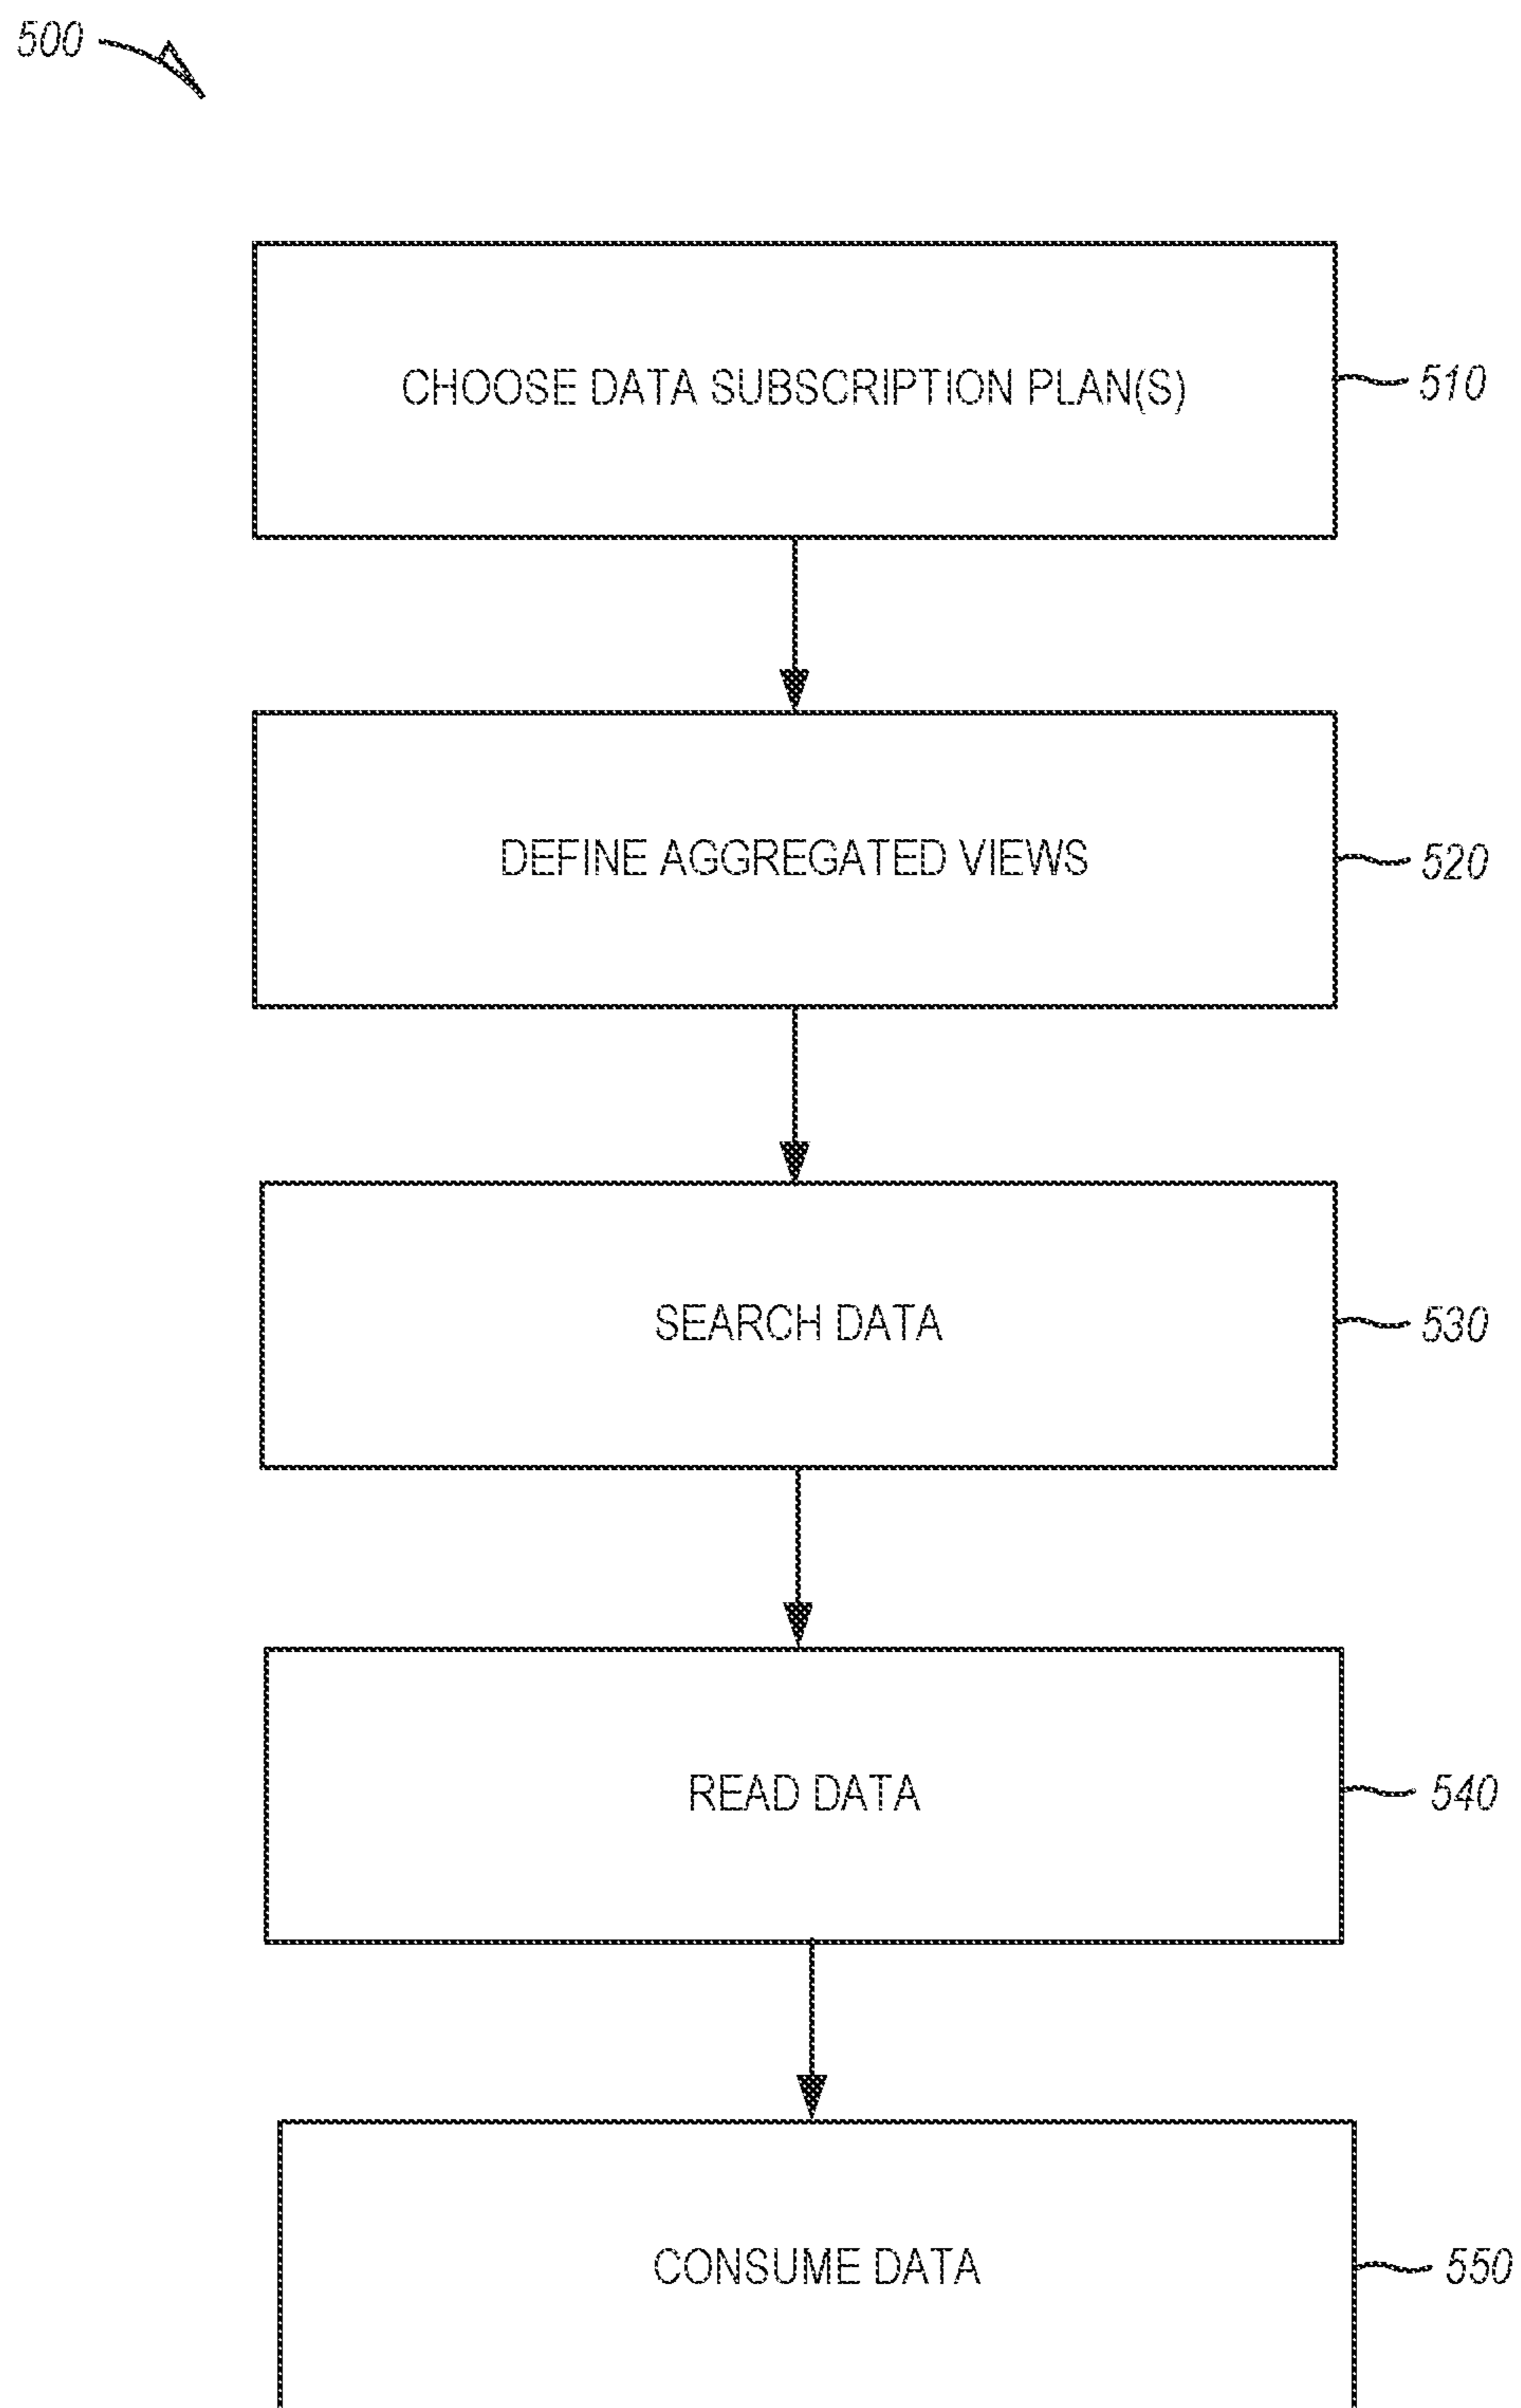 500
CHOOSE DATA SUBSCRIPTION PLAN(S)
510
DEFINE AGGREGATED VIEWS
520
SEARCH DATA
530
READ DATA
540
CONSUME DATA
550